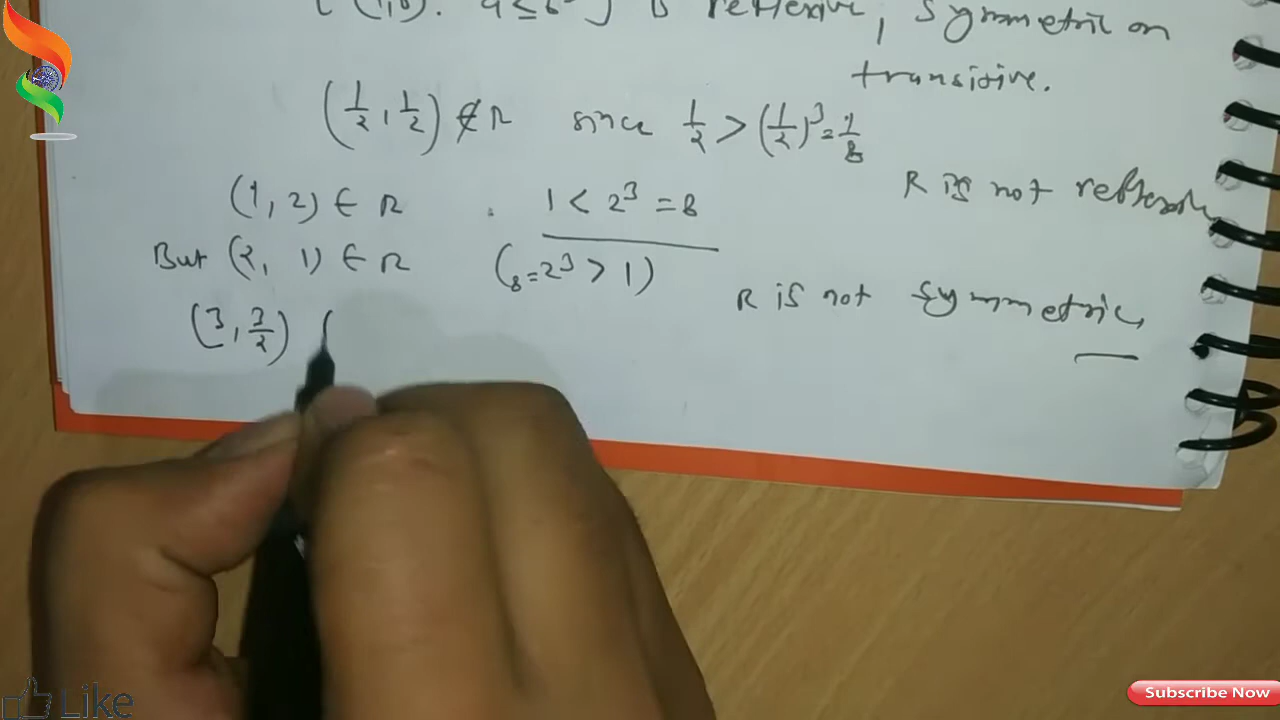 a ≤ b³} is reflexive, symmetric or
transitive.
(1/2, 1/2) ∉ R since 1/2 > (1/2)³ = 1/8
R is not reflexive
(1, 2) ∈ R . 1 < 2³ = 8
But (2, 1) ∈ R (8 = 2³ > 1)
R is not symmetric,
(3, 3/2) (
Like
Subscribe Now